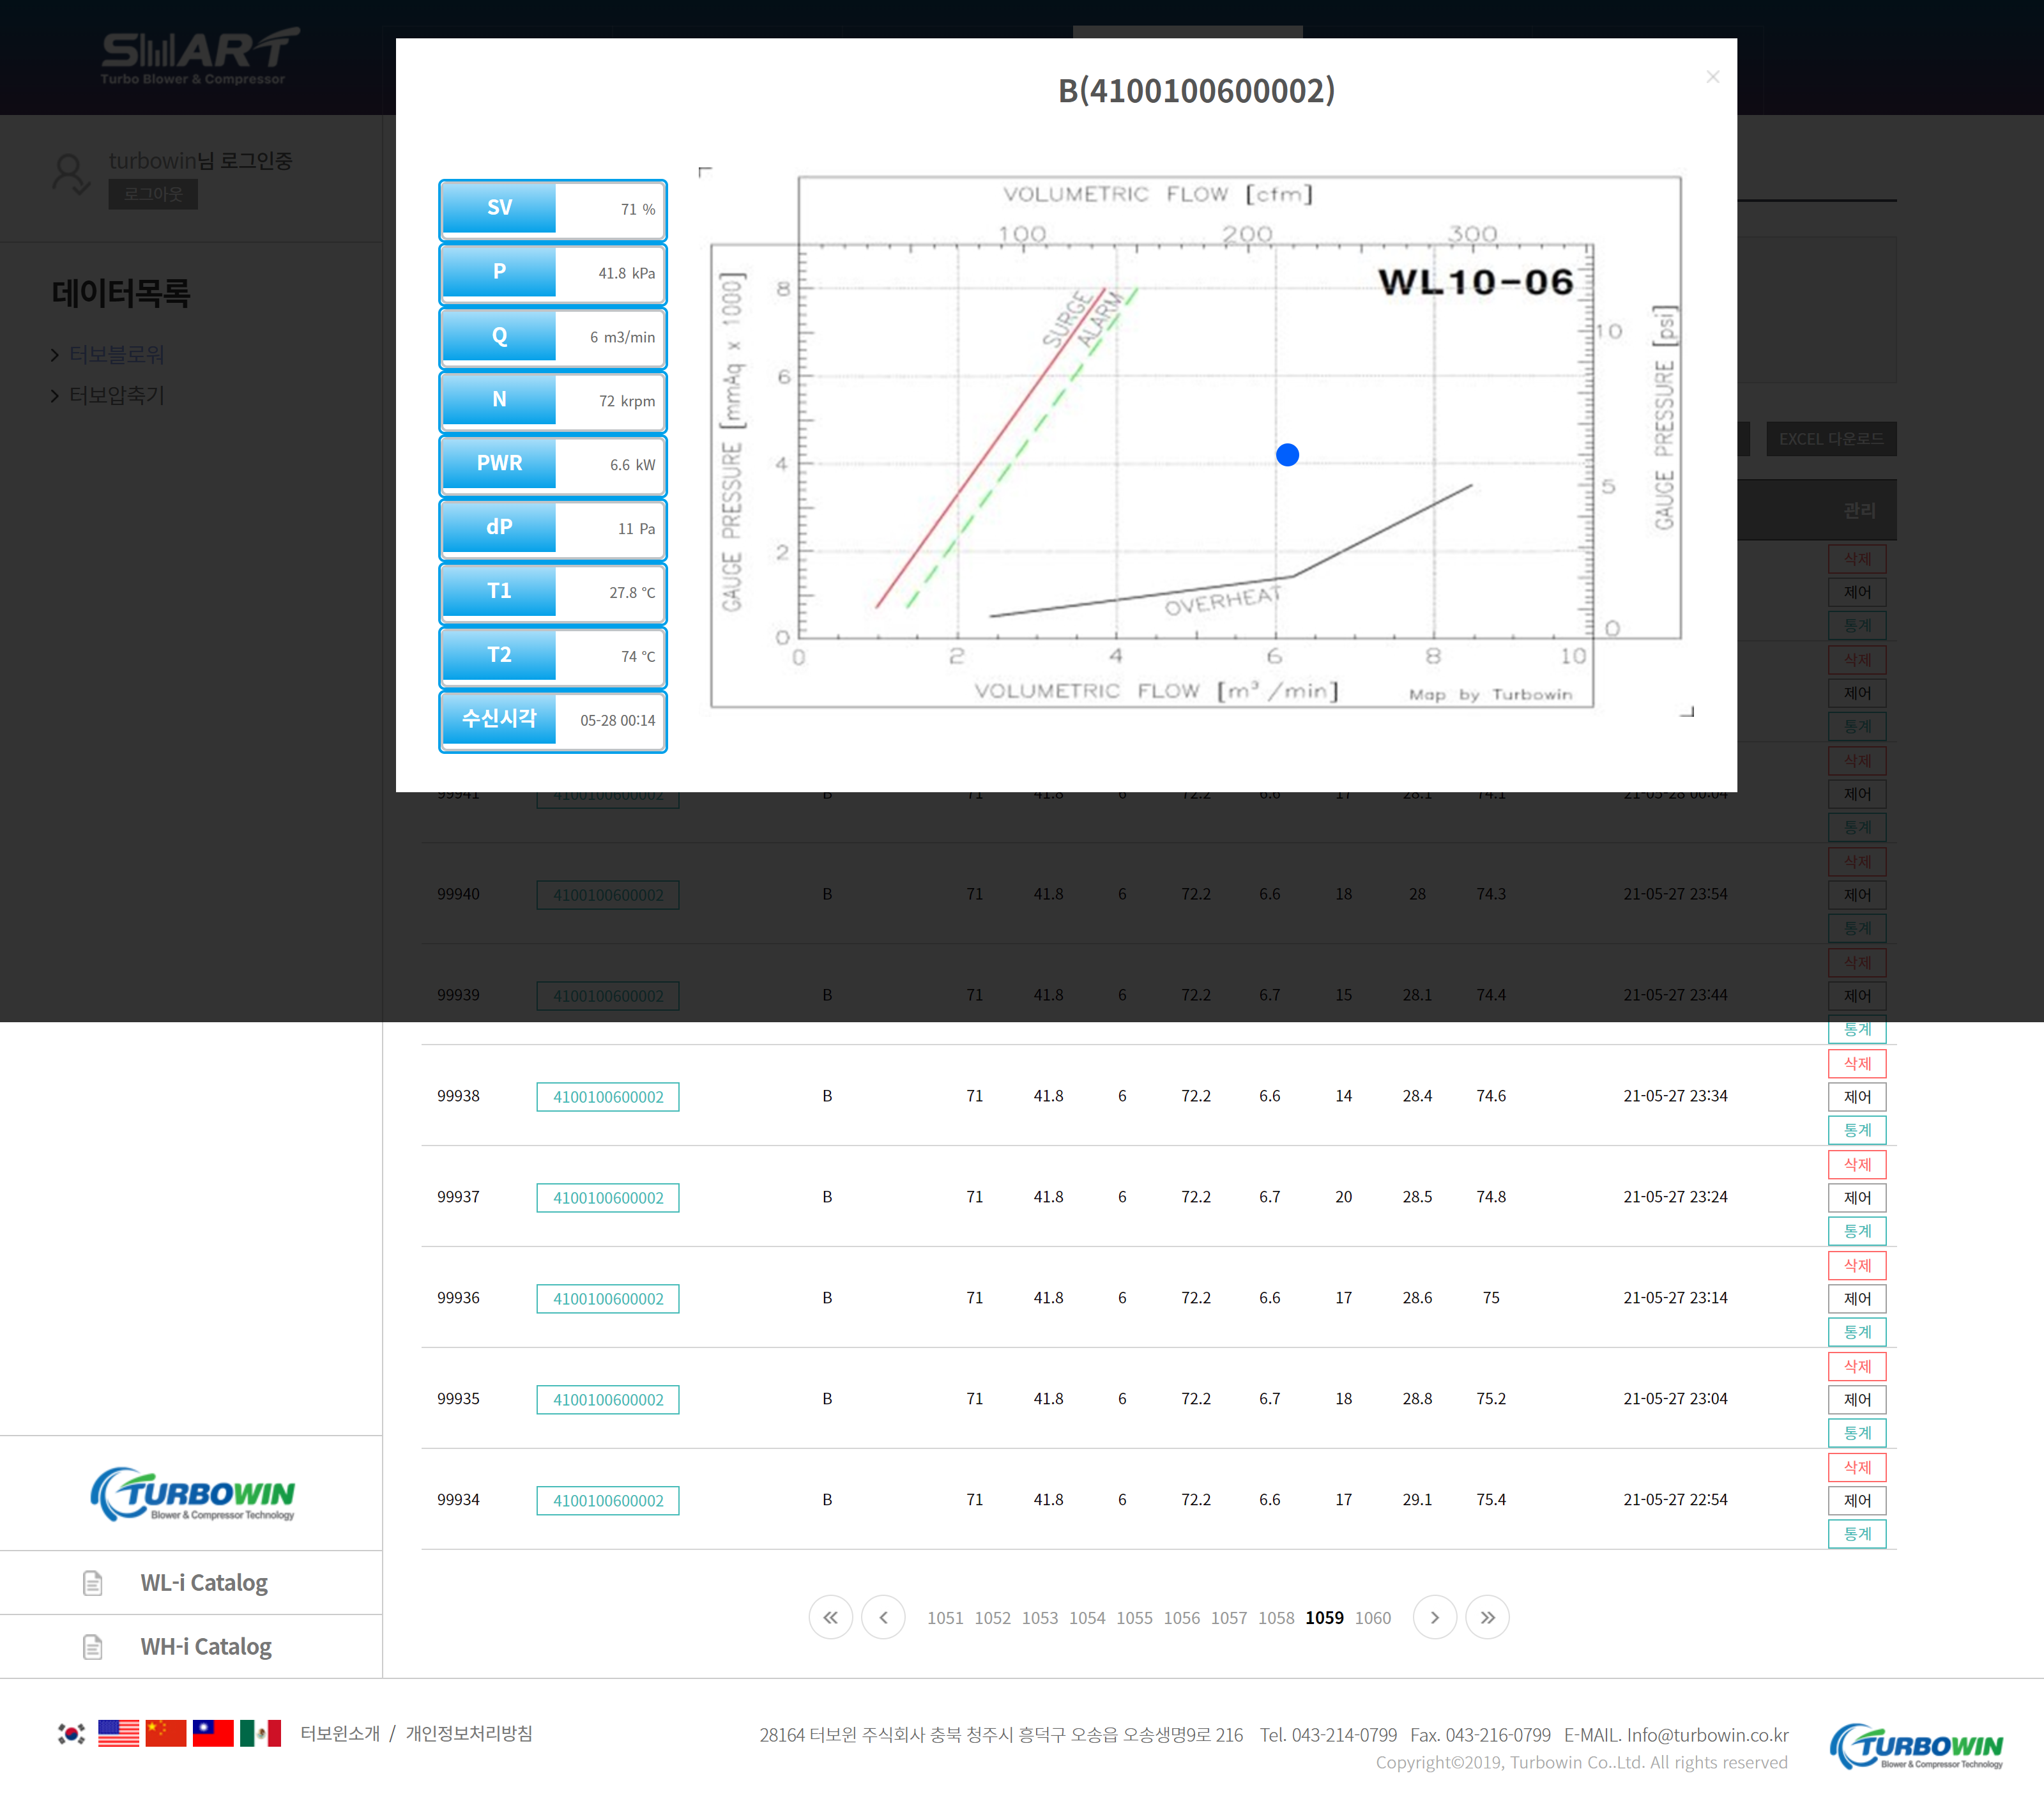 SMART
Turbo Blower & Compressor
turbowin님 로그인중
로그아웃
데이터목록
터보블로워
터보압축기
B(4100100600002)
×
SV 71 %
P 41.8 kPa
Q 6 m3/min
N 72 krpm
PWR 6.6 kW
dP 11 Pa
T1 27.8 ℃
T2 74 ℃
수신시각 05-28 00:14
VOLUMETRIC FLOW [cfm]
100 200 300
WL10-06
SURGE
ALARM
OVERHEAT
GAUGE PRESSURE [mmAq x 1000]
8
6
4
2
0
GAUGE PRESSURE [psi]
10
5
0
0 2 4 6 8 10
VOLUMETRIC FLOW [m³/min]
Map by Turbowin
EXCEL 다운로드
관리
삭제
제어
통계
삭제
제어
통계
삭제
99941 4100100600002 B 71 41.8 6 72.2 6.6 17 28.1 74.1 21-05-28 00:04 제어
통계
삭제
99940 4100100600002 B 71 41.8 6 72.2 6.6 18 28 74.3 21-05-27 23:54 제어
통계
삭제
99939 4100100600002 B 71 41.8 6 72.2 6.7 15 28.1 74.4 21-05-27 23:44 제어
통계
삭제
99938 4100100600002 B 71 41.8 6 72.2 6.6 14 28.4 74.6 21-05-27 23:34 제어
통계
삭제
99937 4100100600002 B 71 41.8 6 72.2 6.7 20 28.5 74.8 21-05-27 23:24 제어
통계
삭제
99936 4100100600002 B 71 41.8 6 72.2 6.6 17 28.6 75 21-05-27 23:14 제어
통계
삭제
99935 4100100600002 B 71 41.8 6 72.2 6.7 18 28.8 75.2 21-05-27 23:04 제어
통계
삭제
99934 4100100600002 B 71 41.8 6 72.2 6.6 17 29.1 75.4 21-05-27 22:54 제어
통계
TURBOWIN
Blower & Compressor Technology
WL-i Catalog
WH-i Catalog
1051 1052 1053 1054 1055 1056 1057 1058 1059 1060
터보윈소개 / 개인정보처리방침
28164 터보윈 주식회사 충북 청주시 흥덕구 오송읍 오송생명9로 216 Tel. 043-214-0799 Fax. 043-216-0799 E-MAIL. Info@turbowin.co.kr
Copyright©2019, Turbowin Co..Ltd. All rights reserved
TURBOWIN
Blower & Compressor Technology